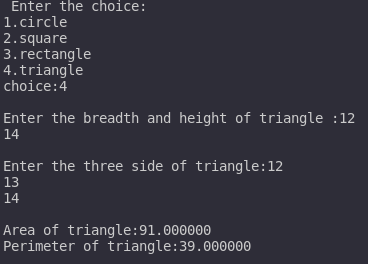 Enter the choice:
1.circle
2.square
3.rectangle
4.triangle
choice:4
Enter the breadth and height of triangle :12
14
Enter the three side of triangle:12
13
14
Area of triangle:91.000000
Perimeter of triangle:39.000000